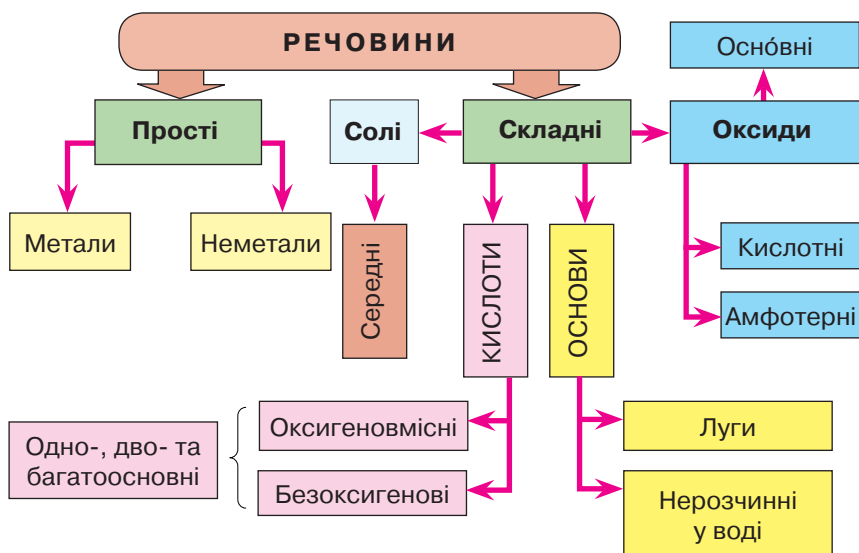 РЕЧОВИНИ
Осно́вні
Прості
Солі
Складні
Оксиди
Метали
Неметали
Середні
КИСЛОТИ
ОСНОВИ
Кислотні
Амфотерні
Одно-, дво- та
багатоосновні
Оксигеновмісні
Безоксигенові
Луги
Нерозчинні
у воді